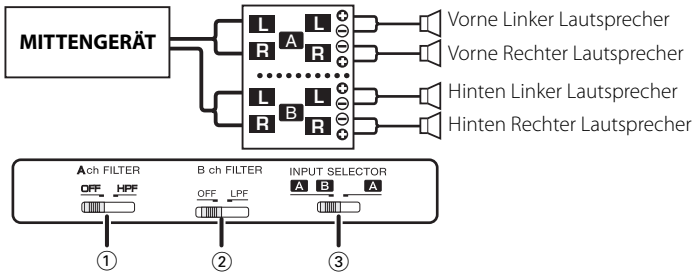 L L ⊕ Vorne Linker Lautsprecher
MITTENGERÄT A ⊖
R R ⊖ Vorne Rechter Lautsprecher
⊕
L L ⊕ Hinten Linker Lautsprecher
B ⊖
R R ⊖ Hinten Rechter Lautsprecher
⊕
A ch FILTER B ch FILTER INPUT SELECTOR
OFF HPF OFF LPF A B A
① ② ③